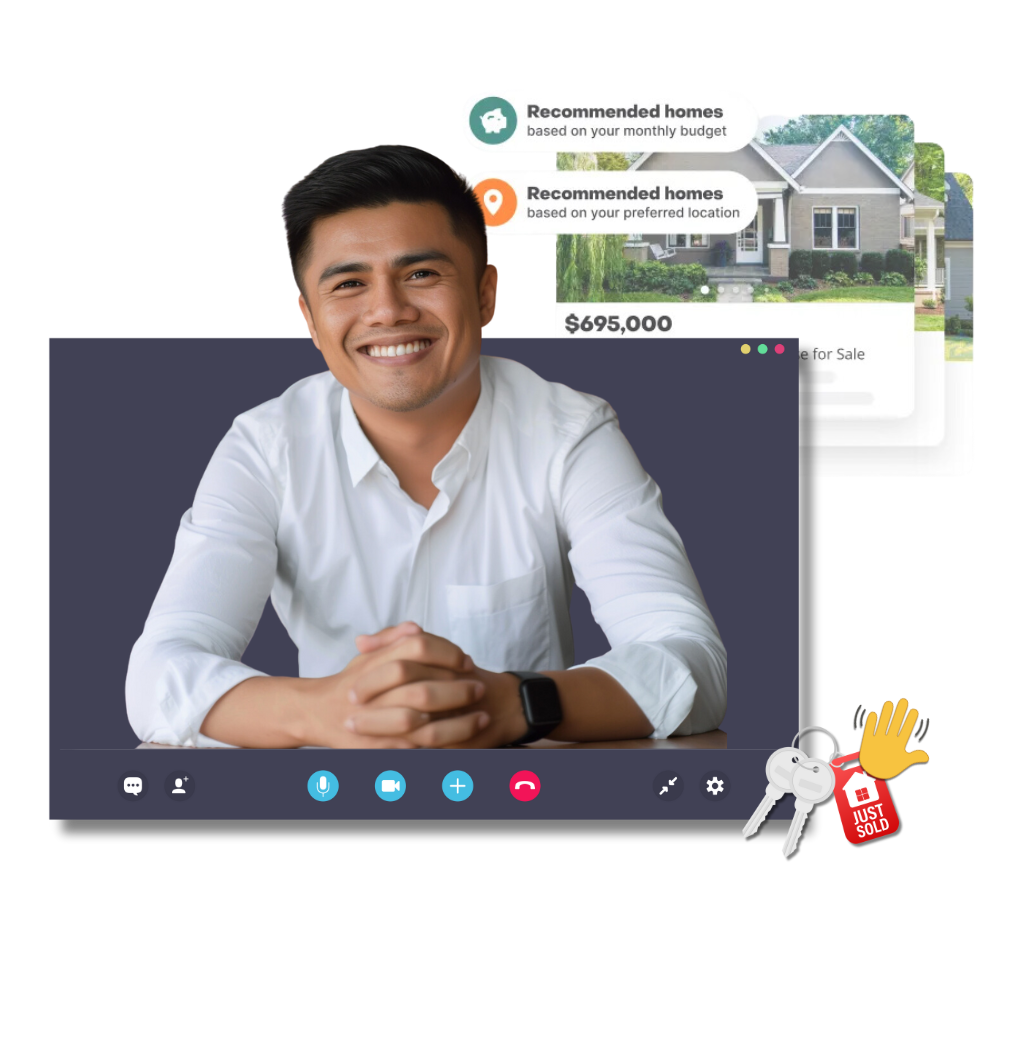 Recommended homes
based on your monthly budget
Recommended homes
based on your preferred location
$695,000
e for Sale
JUST
SOLD